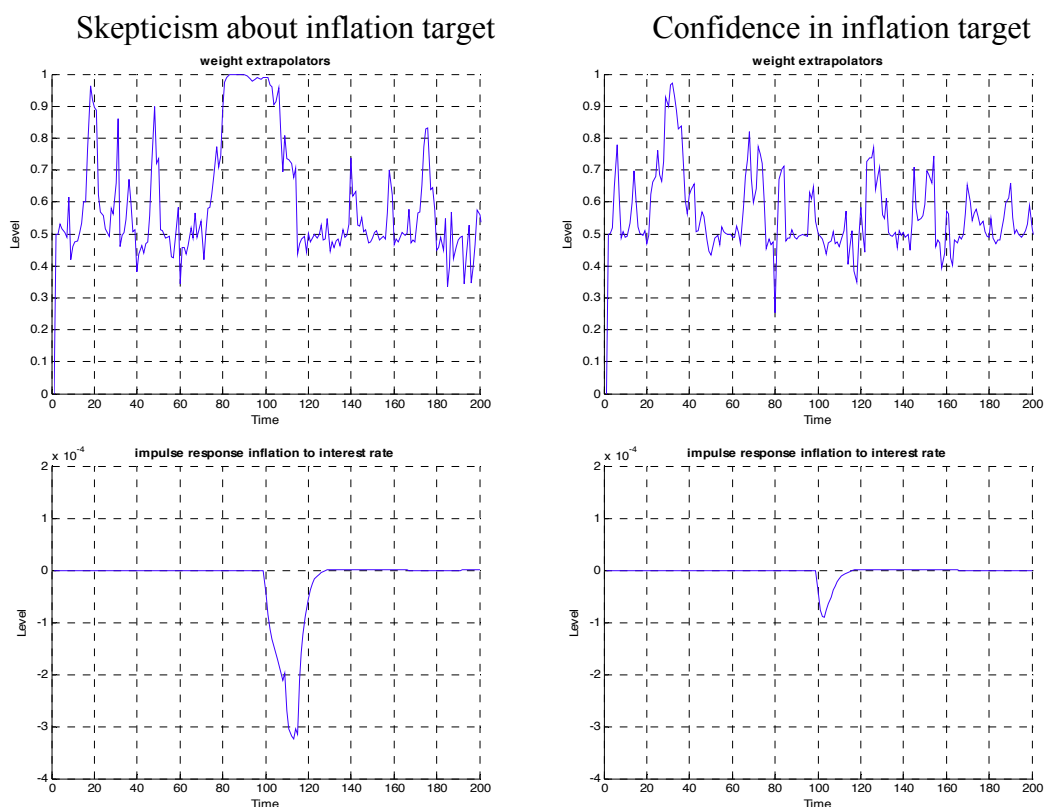 Skepticism about inflation target
Confidence in inflation target
weight extrapolators
1
0.9
0.8
0.7
0.6
0.5
0.4
0.3
0.2
0.1
0
Level
0 20 40 60 80 100 120 140 160 180 200
Time
weight extrapolators
1
0.9
0.8
0.7
0.6
0.5
0.4
0.3
0.2
0.1
0
Level
0 20 40 60 80 100 120 140 160 180 200
Time
x 10-4
impulse response inflation to interest rate
2
1
0
-1
-2
-3
-4
Level
0 20 40 60 80 100 120 140 160 180 200
Time
x 10-4
impulse response inflation to interest rate
2
1
0
-1
-2
-3
-4
Level
0 20 40 60 80 100 120 140 160 180 200
Time